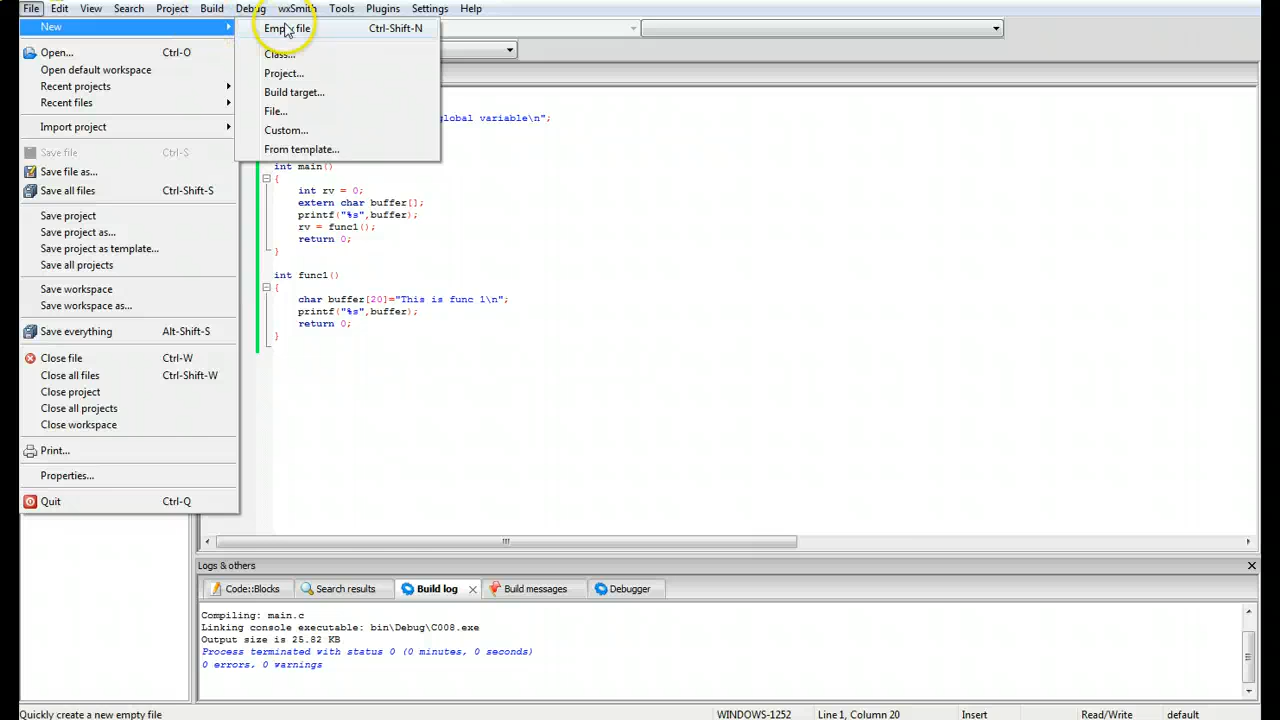 File Edit View Search Project Build Debug wxSmith Tools Plugins Settings Help
New
Open... Ctrl-O
Open default workspace
Recent projects
Recent files
Import project
Save file Ctrl-S
Save file as...
Save all files Ctrl-Shift-S
Save project
Save project as...
Save project as template...
Save all projects
Save workspace
Save workspace as...
Save everything Alt-Shift-S
Close file Ctrl-W
Close all files Ctrl-Shift-W
Close project
Close all projects
Close workspace
Print...
Properties...
Quit Ctrl-Q
Empty file Ctrl-Shift-N
Class...
Project...
Build target...
File...
Custom...
From template...
global variable\n";
int main()
{
int rv = 0;
extern char buffer[];
printf("%s",buffer);
rv = func1();
return 0;
}
int func1()
{
char buffer[20]="This is func 1\n";
printf("%s",buffer);
return 0;
}
Logs & others
Code::Blocks Search results Build log Build messages Debugger
Compiling: main.c
Linking console executable: bin\Debug\C008.exe
Output size is 25.82 KB
Process terminated with status 0 (0 minutes, 0 seconds)
0 errors, 0 warnings
Quickly create a new empty file WINDOWS-1252 Line 1, Column 20 Insert Read/Write default